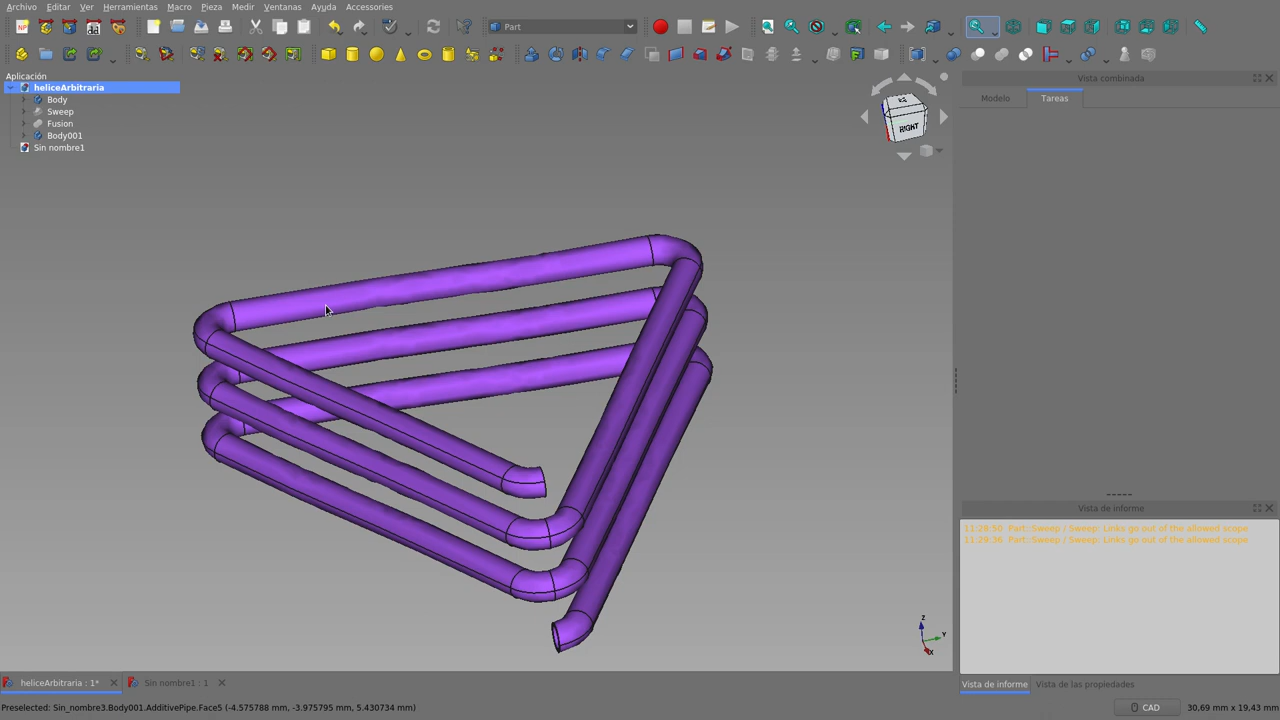 Archivo Editar Ver Herramientas Macro Pieza Medir Ventanas Ayuda Accessories
Part
Aplicación
heliceArbitraria
Body
Sweep
Fusion
Body001
Sin nombre1
RIGHT
Z
Y
X
Vista combinada
Modelo Tareas
Vista de informe
11:28:50 Part::Sweep / Sweep: Links go out of the allowed scope
11:29:36 Part::Sweep / Sweep: Links go out of the allowed scope
Vista de informe Vista de las propiedades
heliceArbitraria : 1* Sin nombre1 : 1
Preselected: Sin_nombre3.Body001.AdditivePipe.Face5 (-4.575788 mm, -3.975795 mm, 5.430734 mm)
CAD 30,69 mm x 19,43 mm